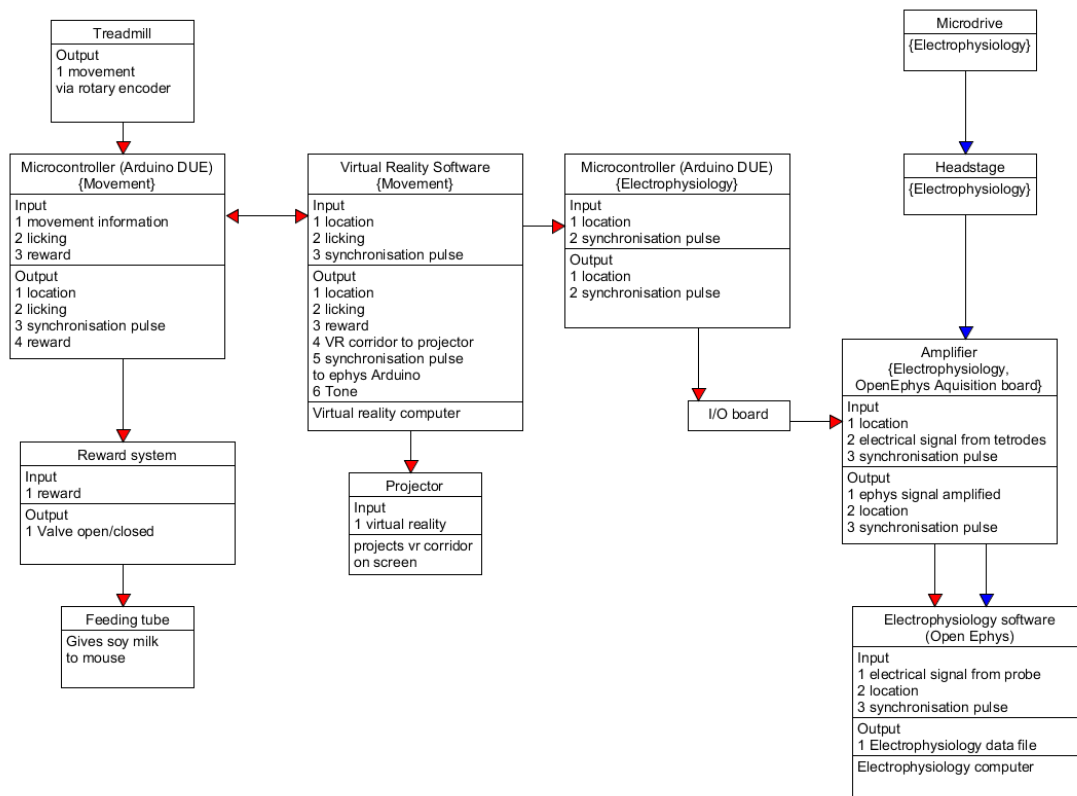 Treadmill
Output
1 movement
via rotary encoder
Microcontroller (Arduino DUE)
{Movement}
Input
1 movement information
2 licking
3 reward
Output
1 location
2 licking
3 synchronisation pulse
4 reward
Reward system
Input
1 reward
Output
1 Valve open/closed
Feeding tube
Gives soy milk
to mouse
Virtual Reality Software
{Movement}
Input
1 location
2 licking
3 synchronisation pulse
Output
1 location
2 licking
3 reward
4 VR corridor to projector
5 synchronisation pulse
to ephys Arduino
6 Tone
Virtual reality computer
Projector
Input
1 virtual reality
projects vr corridor
on screen
Microcontroller (Arduino DUE)
{Electrophysiology}
Input
1 location
2 synchronisation pulse
Output
1 location
2 synchronisation pulse
I/O board
Microdrive
{Electrophysiology}
Headstage
{Electrophysiology}
Amplifier
{Electrophysiology,
OpenEphys Aquisition board}
Input
1 location
2 electrical signal from tetrodes
3 synchronisation pulse
Output
1 ephys signal amplified
2 location
3 synchronisation pulse
Electrophysiology software
(Open Ephys)
Input
1 electrical signal from probe
2 location
3 synchronisation pulse
Output
1 Electrophysiology data file
Electrophysiology computer